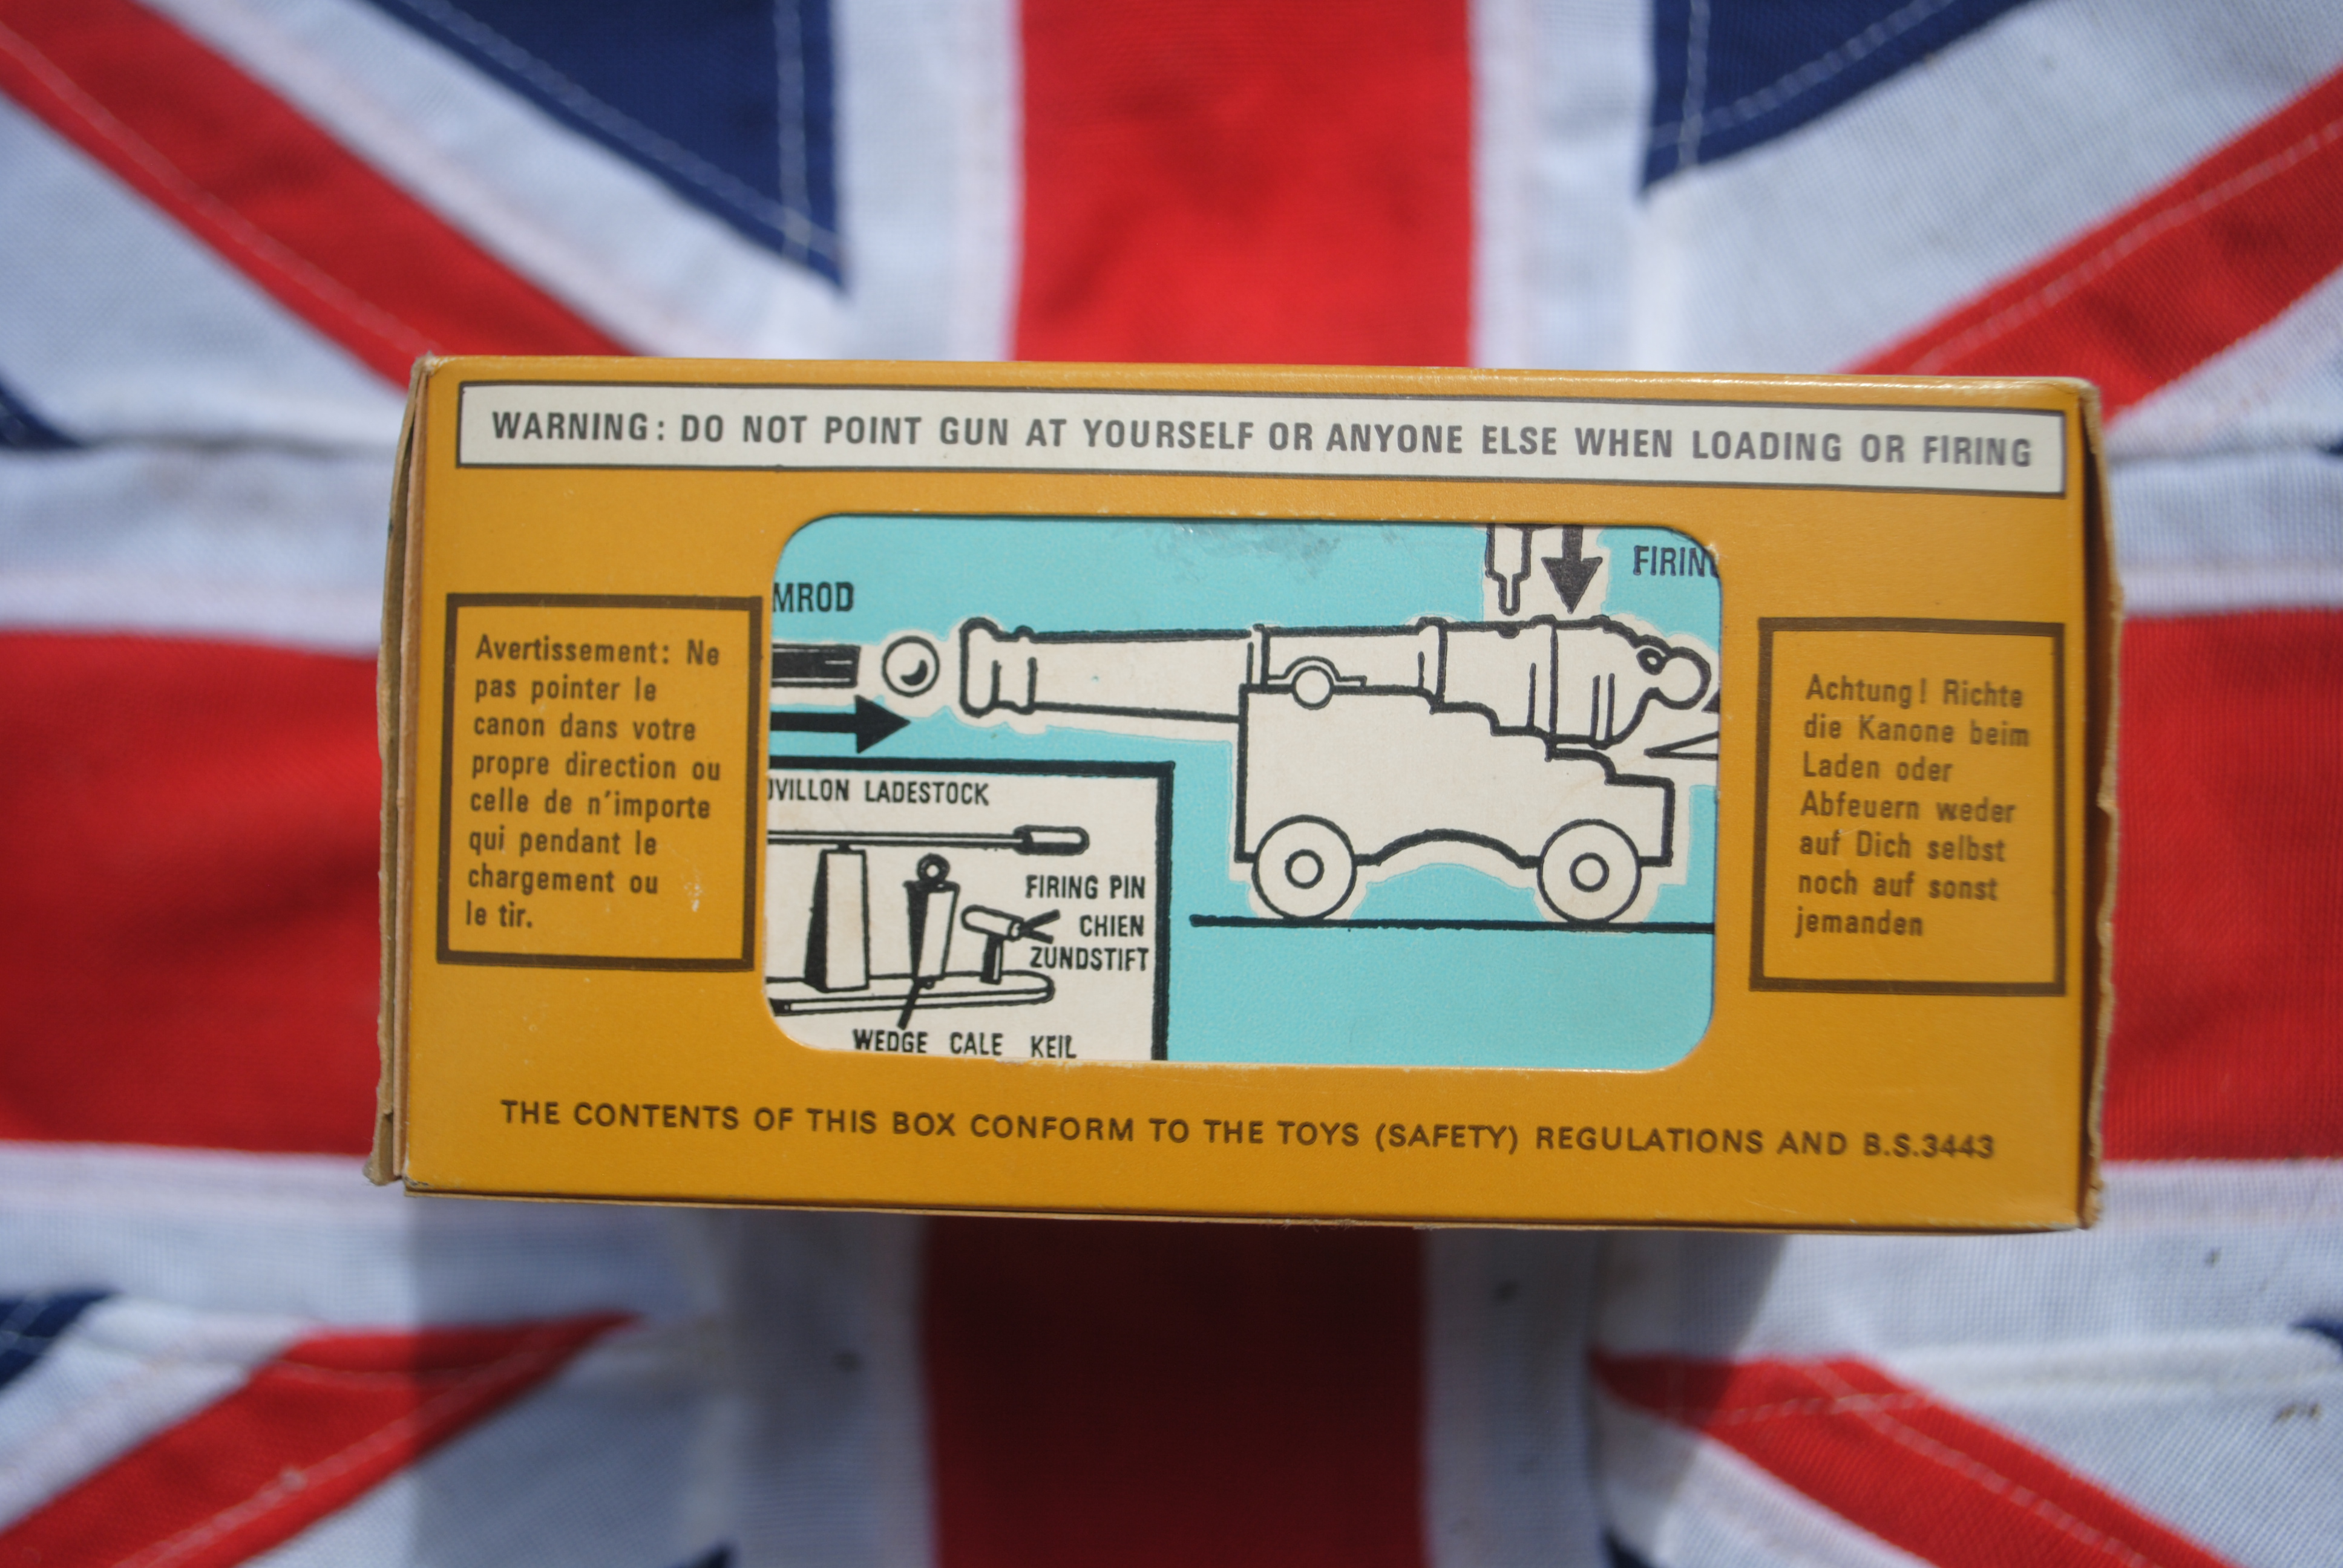 WARNING: DO NOT POINT GUN AT YOURSELF OR ANYONE ELSE WHEN LOADING OR FIRING
Avertissement: Ne
pas pointer le
canon dans votre
propre direction ou
celle de n'importe
qui pendant le
chargement ou
le tir.
MROD
FIRIN
OVILLON LADESTOCK
FIRING PIN
CHIEN
ZUNDSTIFT
WEDGE CALE KEIL
Achtung! Richte
die Kanone beim
Laden oder
Abfeuern weder
auf Dich selbst
noch auf sonst
jemanden
THE CONTENTS OF THIS BOX CONFORM TO THE TOYS (SAFETY) REGULATIONS AND B.S.3443